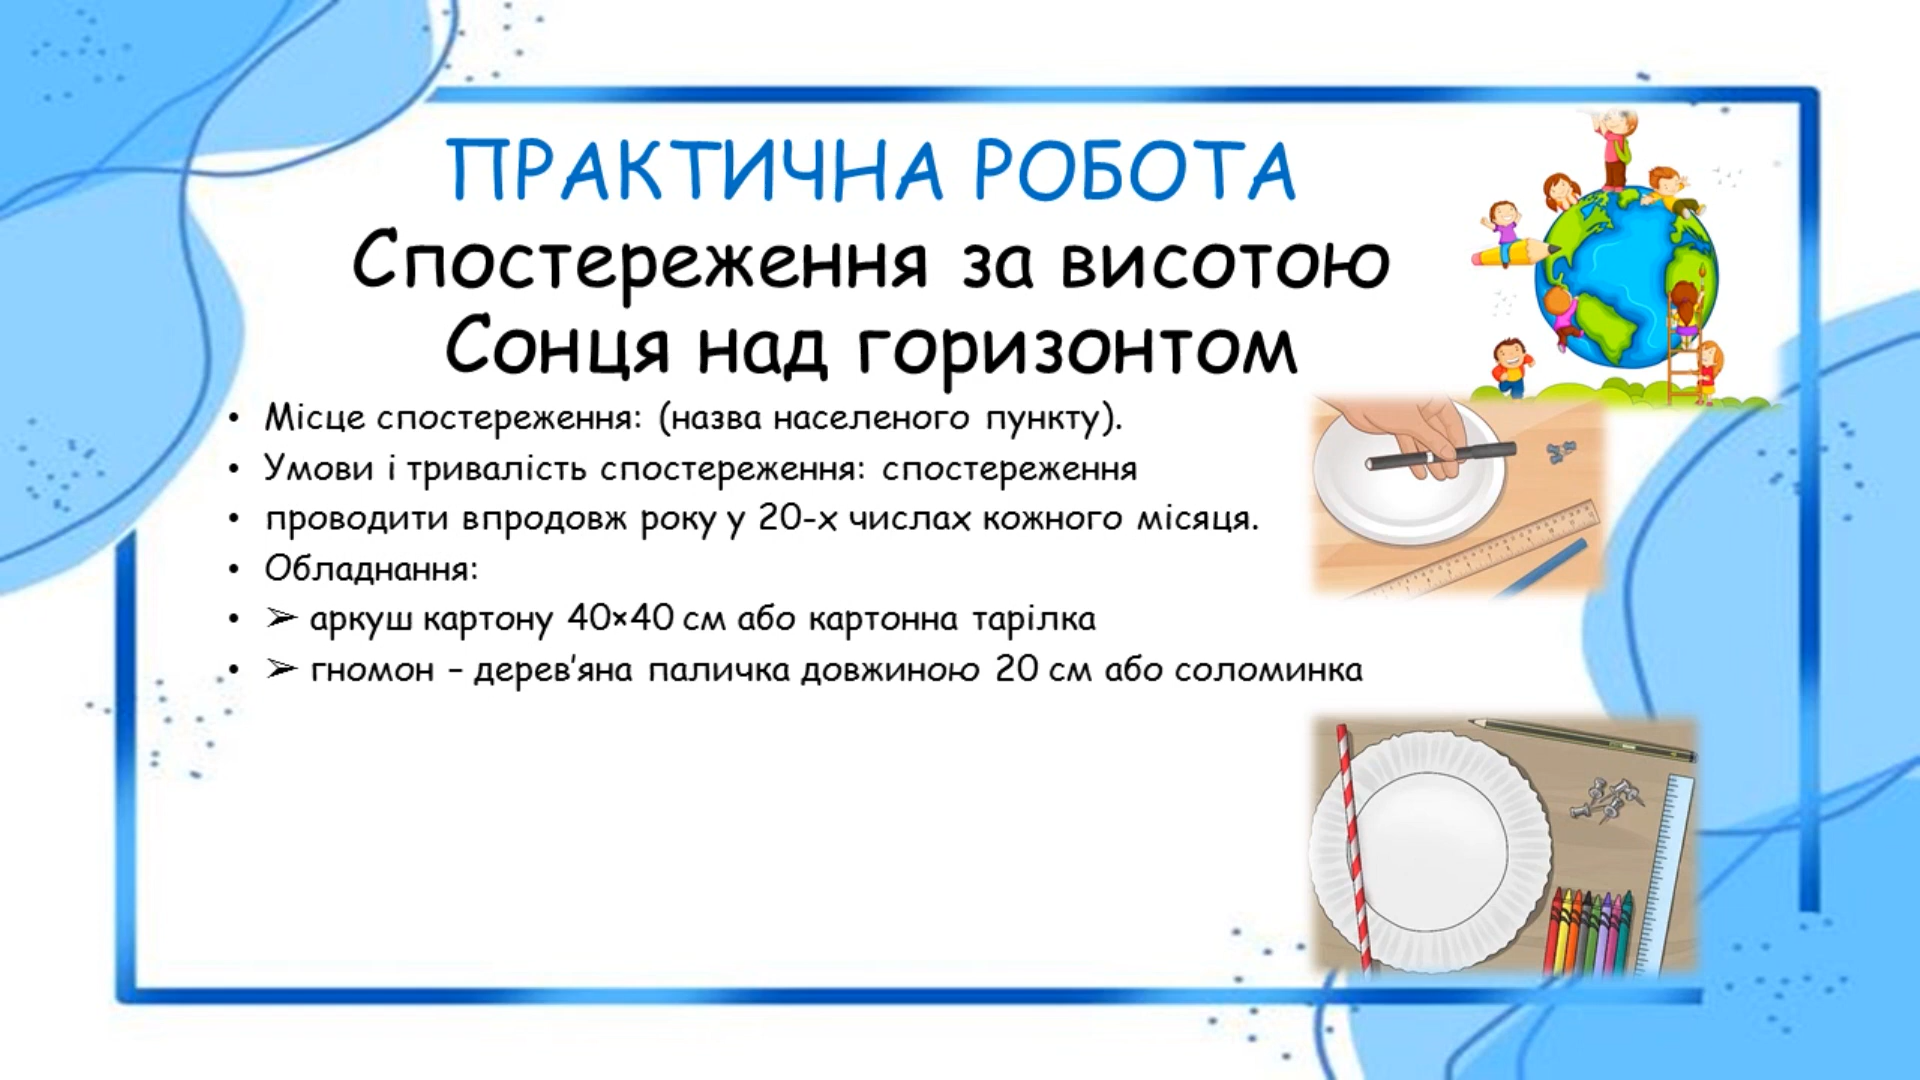 ПРАКТИЧНА РОБОТА
Спостереження за висотою
Сонця над горизонтом
• Місце спостереження: (назва населеного пункту).
• Умови і тривалість спостереження: спостереження
• проводити впродовж року у 20-х числах кожного місяця.
• Обладнання:
• ➢ аркуш картону 40×40 см або картонна тарілка
• ➢ гномон – дерев’яна паличка довжиною 20 см або соломинка